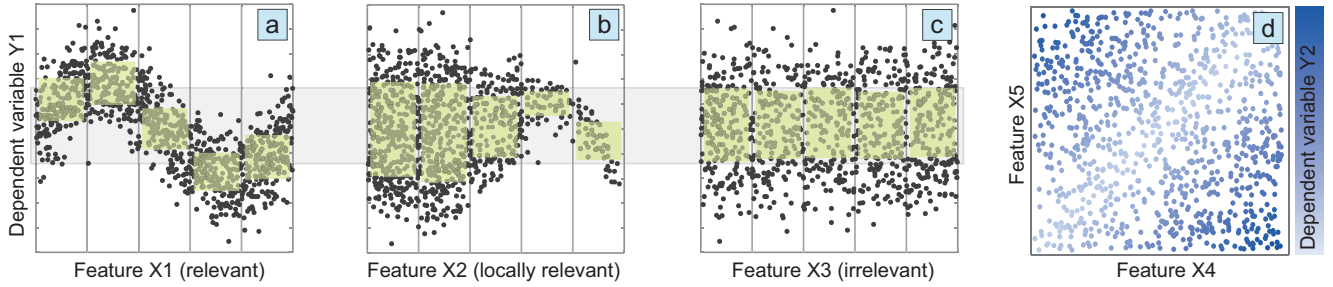 Dependent variable Y1
a
Feature X1 (relevant)
b
Feature X2 (locally relevant)
c
Feature X3 (irrelevant)
Feature X5
d
Feature X4
Dependent variable Y2